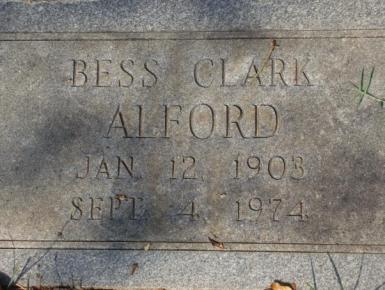 BESS CLARK
ALFORD
JAN. 12 1903
SEPT. 4 1974